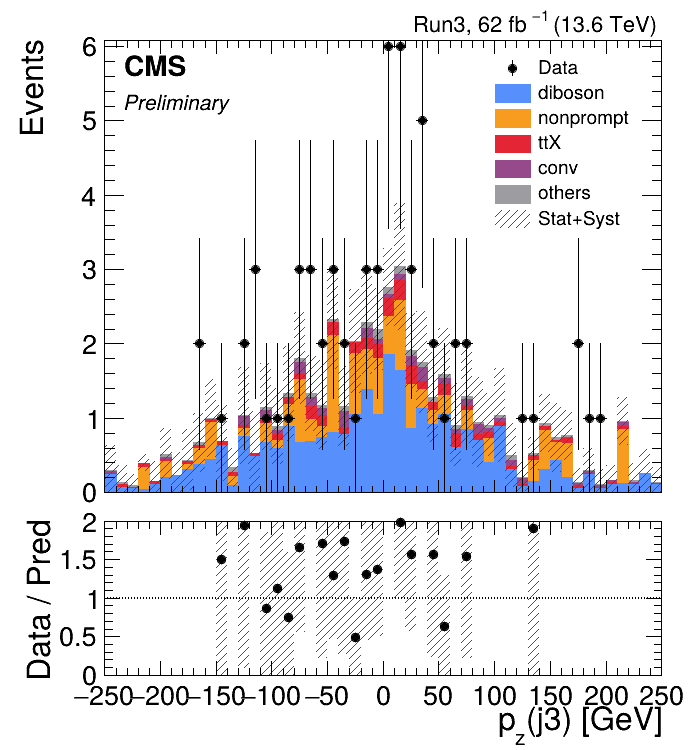 Run3, 62 fb⁻¹ (13.6 TeV)
CMS
Preliminary
Events
6
5
4
3
2
1
0
Data
diboson
nonprompt
ttX
conv
others
Stat+Syst
Data / Pred
2
1.5
1
0.5
0
−250−200−150−100−50 0 50 100 150 200 250
p_z(j3) [GeV]